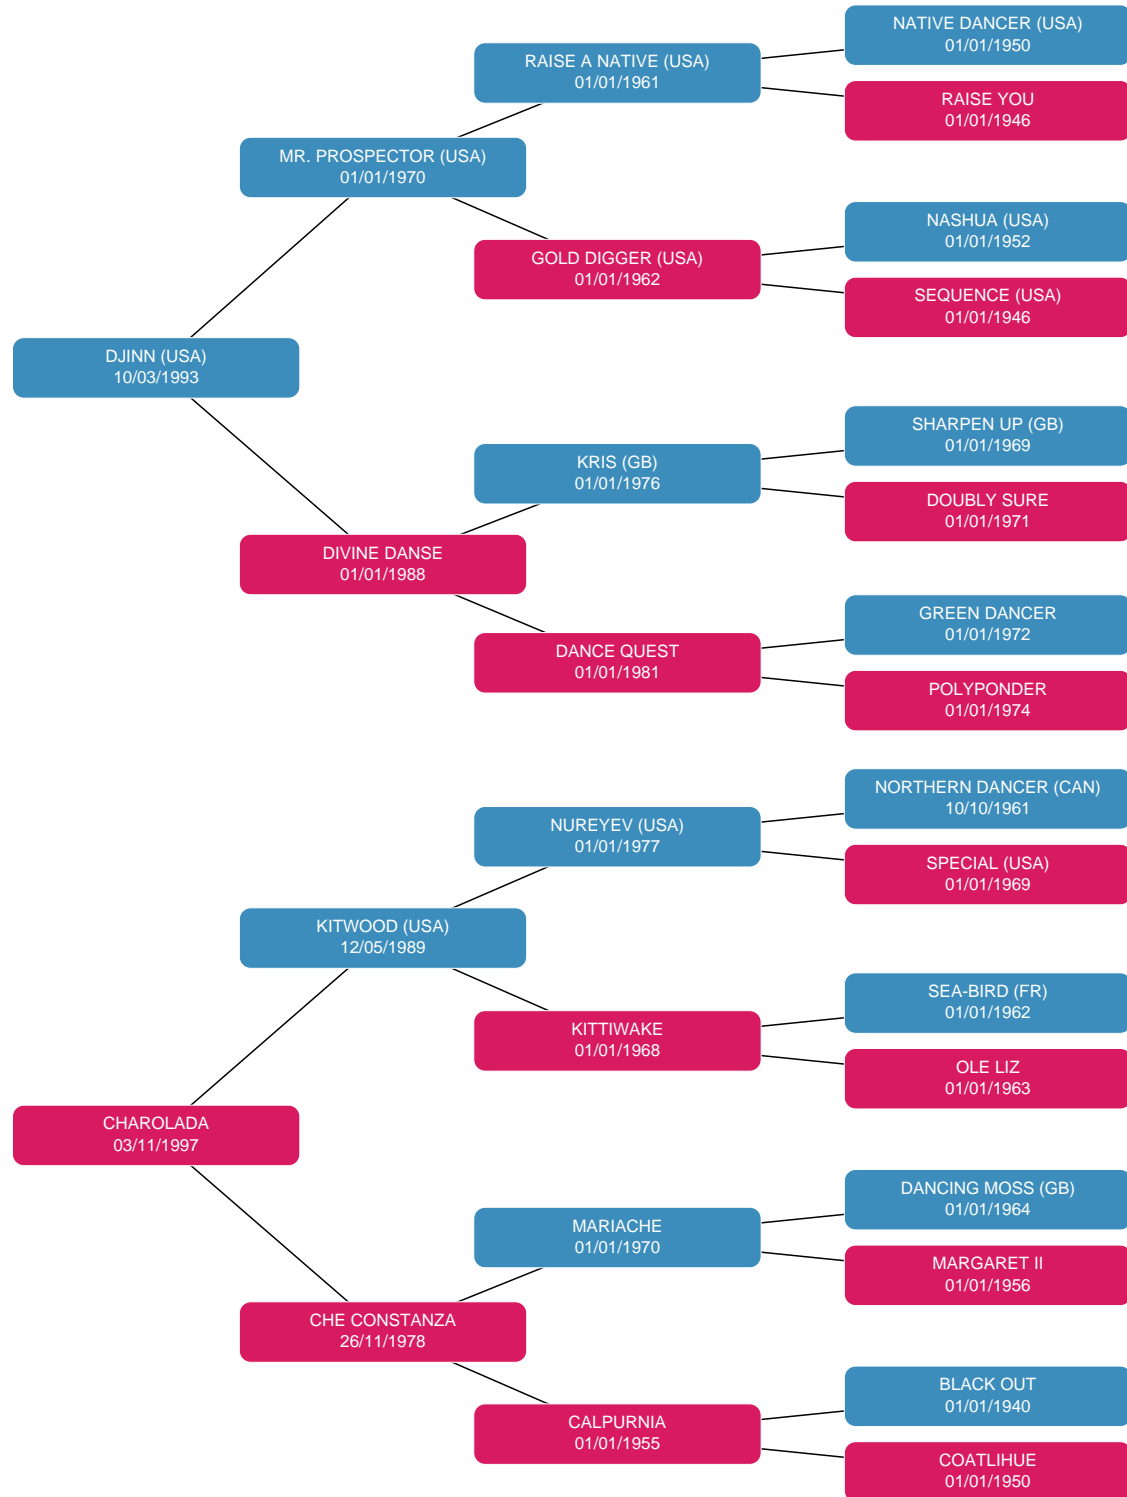 NATIVE DANCER (USA)
01/01/1950
RAISE A NATIVE (USA)
01/01/1961
RAISE YOU
01/01/1946
MR. PROSPECTOR (USA)
01/01/1970
NASHUA (USA)
01/01/1952
GOLD DIGGER (USA)
01/01/1962
SEQUENCE (USA)
01/01/1946
DJINN (USA)
10/03/1993
SHARPEN UP (GB)
01/01/1969
KRIS (GB)
01/01/1976
DOUBLY SURE
01/01/1971
DIVINE DANSE
01/01/1988
GREEN DANCER
01/01/1972
DANCE QUEST
01/01/1981
POLYPONDER
01/01/1974
NORTHERN DANCER (CAN)
10/10/1961
NUREYEV (USA)
01/01/1977
SPECIAL (USA)
01/01/1969
KITWOOD (USA)
12/05/1989
SEA-BIRD (FR)
01/01/1962
KITTIWAKE
01/01/1968
OLE LIZ
01/01/1963
CHAROLADA
03/11/1997
DANCING MOSS (GB)
01/01/1964
MARIACHE
01/01/1970
MARGARET II
01/01/1956
CHE CONSTANZA
26/11/1978
BLACK OUT
01/01/1940
CALPURNIA
01/01/1955
COATLIHUE
01/01/1950